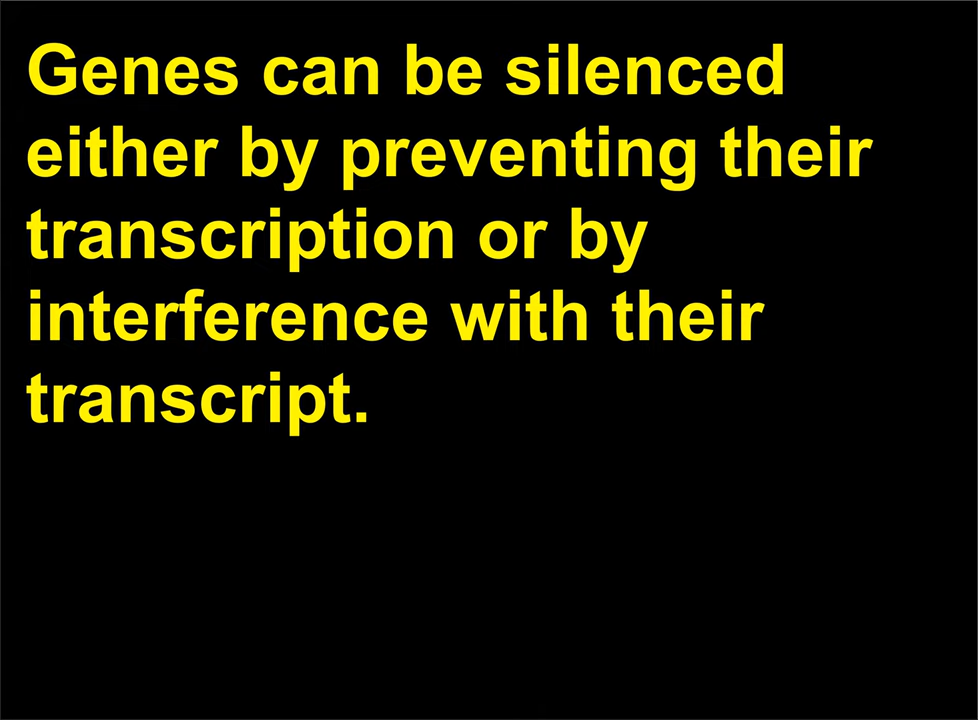 Genes can be silenced
either by preventing their
transcription or by
interference with their
transcript.